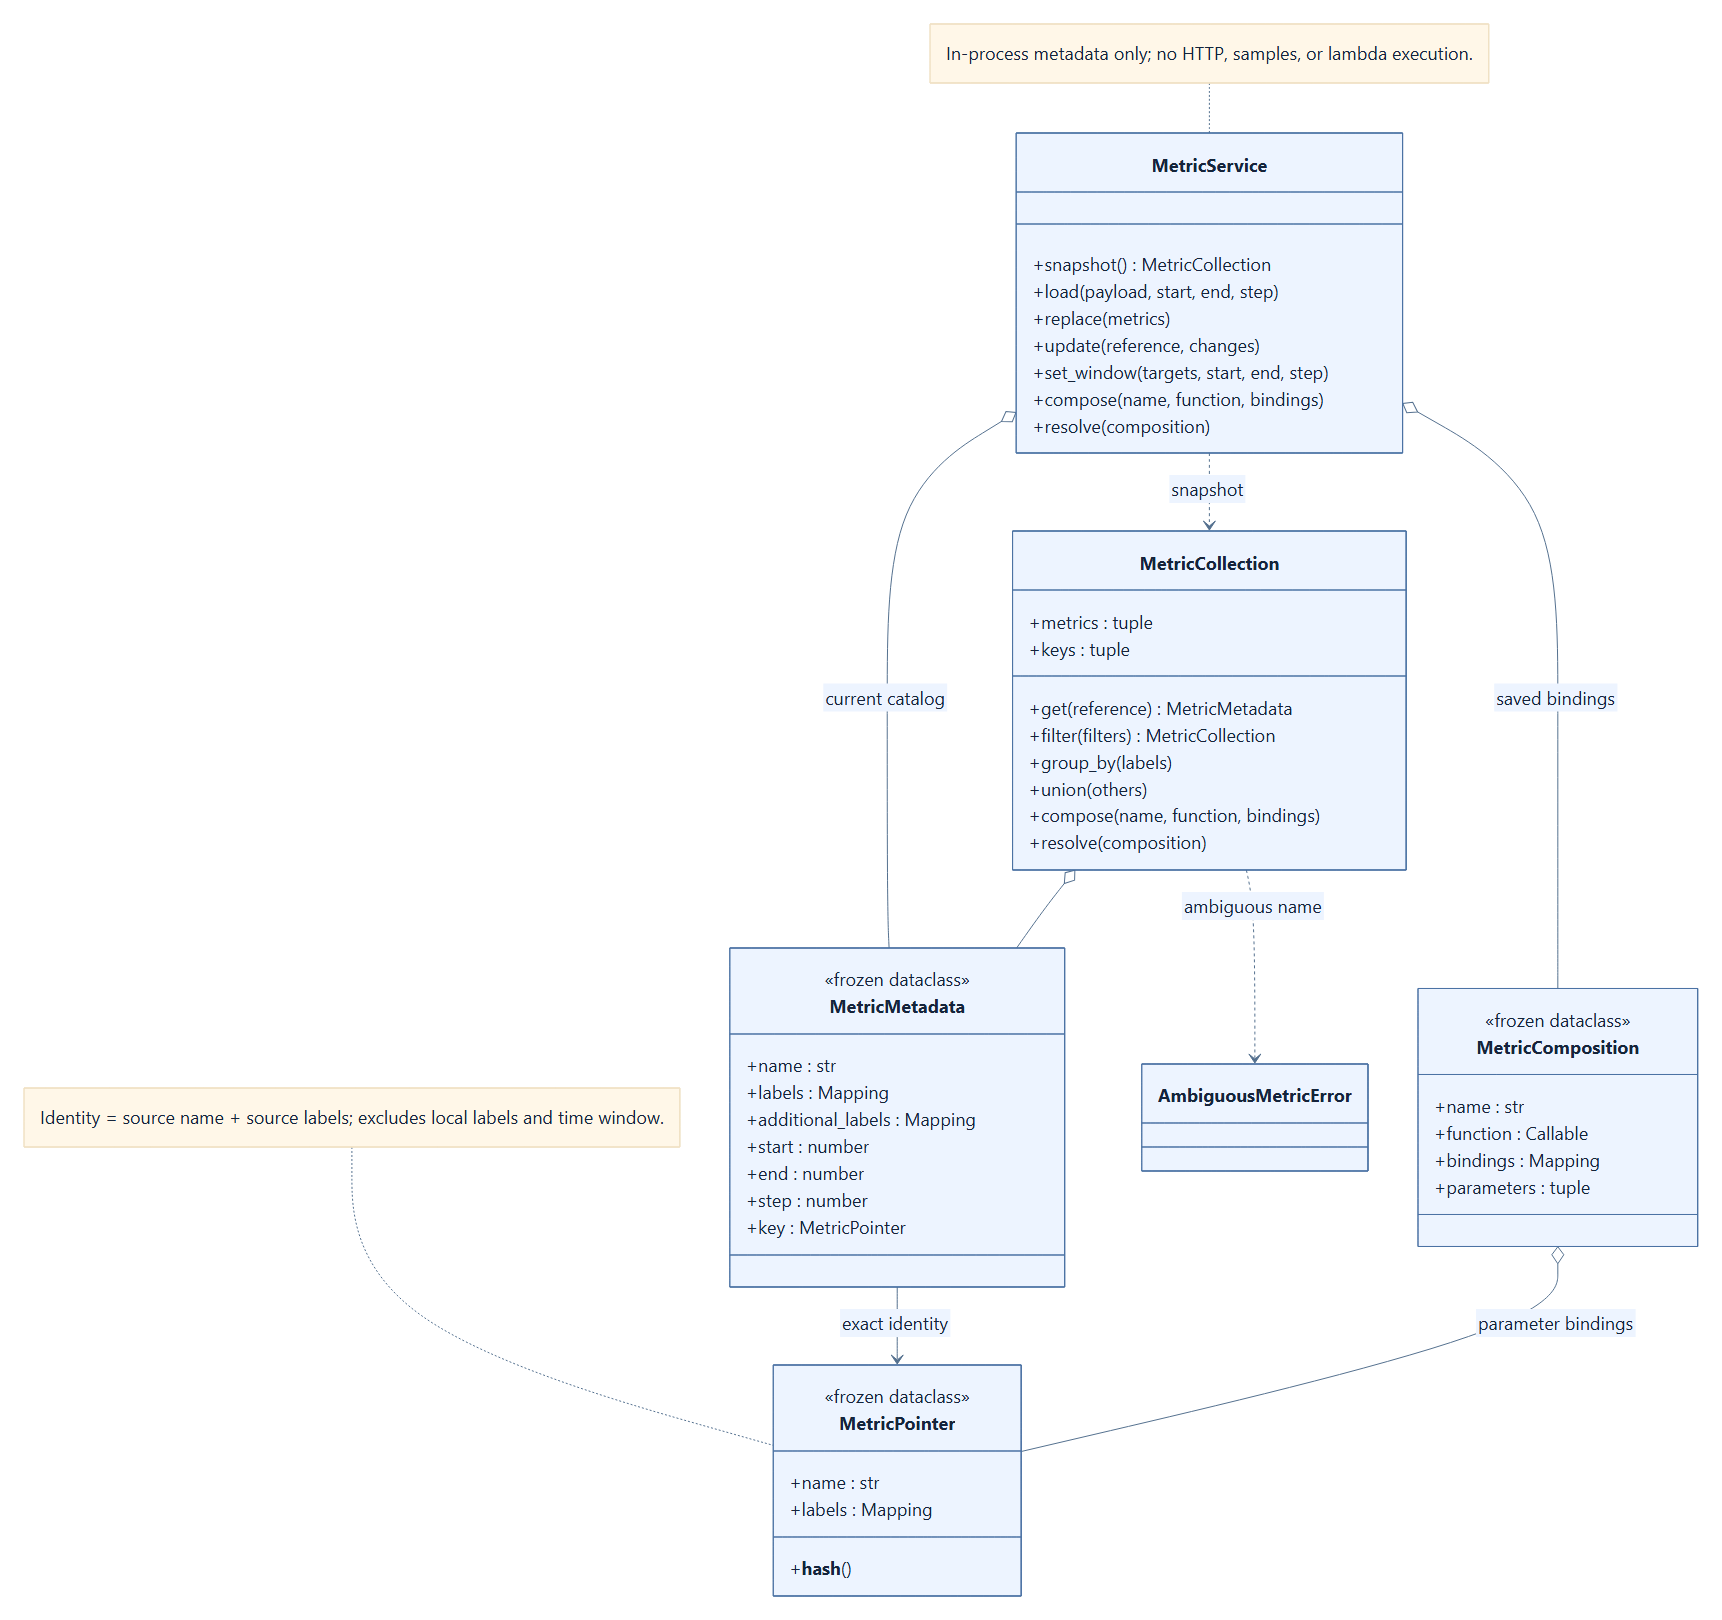 In-process metadata only; no HTTP, samples, or lambda execution.
MetricService
+snapshot() : MetricCollection
+load(payload, start, end, step)
+replace(metrics)
+update(reference, changes)
+set_window(targets, start, end, step)
+compose(name, function, bindings)
+resolve(composition)
snapshot
MetricCollection
+metrics : tuple
+keys : tuple
+get(reference) : MetricMetadata
+filter(filters) : MetricCollection
+group_by(labels)
+union(others)
+compose(name, function, bindings)
+resolve(composition)
current catalog
saved bindings
ambiguous name
«frozen dataclass»
MetricMetadata
+name : str
+labels : Mapping
+additional_labels : Mapping
+start : number
+end : number
+step : number
+key : MetricPointer
AmbiguousMetricError
«frozen dataclass»
MetricComposition
+name : str
+function : Callable
+bindings : Mapping
+parameters : tuple
Identity = source name + source labels; excludes local labels and time window.
exact identity
parameter bindings
«frozen dataclass»
MetricPointer
+name : str
+labels : Mapping
+hash()